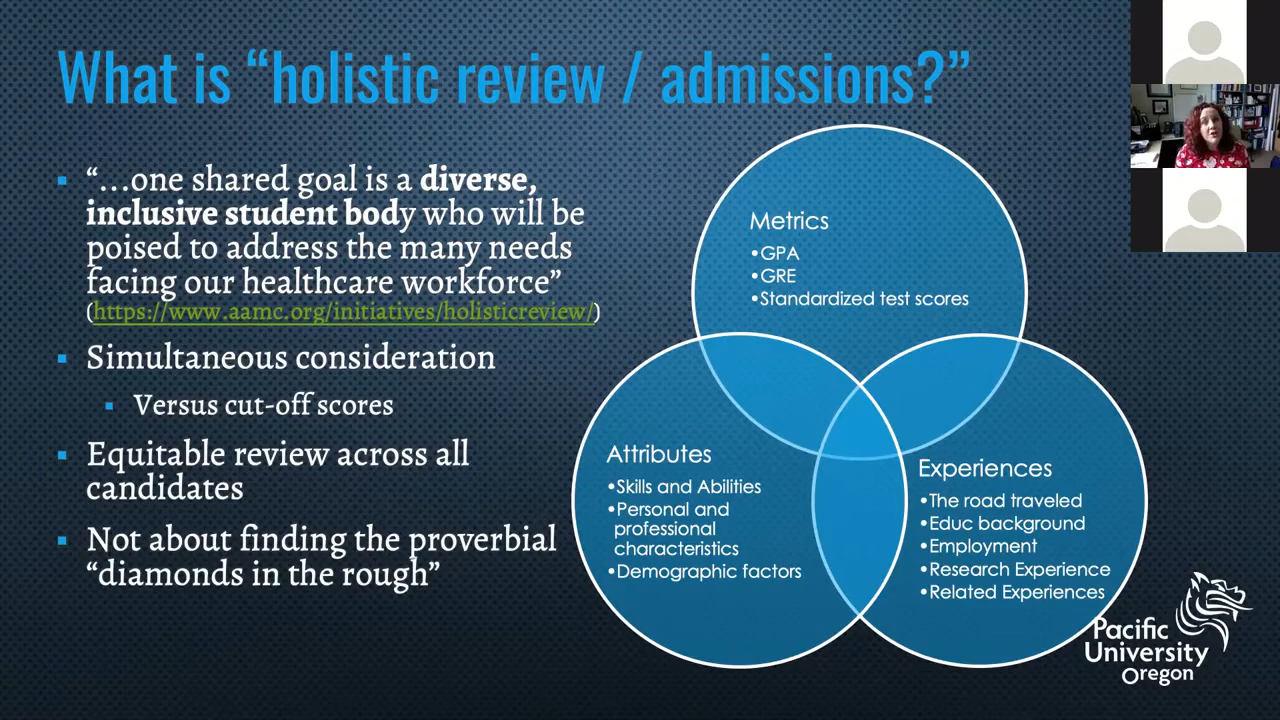 What is “holistic review / admissions?”
“...one shared goal is a diverse,
inclusive student body who will be
poised to address the many needs
facing our healthcare workforce”
(https://www.aamc.org/initiatives/holisticreview/)
Simultaneous consideration
Versus cut-off scores
Equitable review across all
candidates
Not about finding the proverbial
“diamonds in the rough”
Metrics
•GPA
•GRE
•Standardized test scores
Attributes
•Skills and Abilities
•Personal and
professional
characteristics
•Demographic factors
Experiences
•The road traveled
•Educ background
•Employment
•Research Experience
•Related Experiences
Pacific
University
Oregon